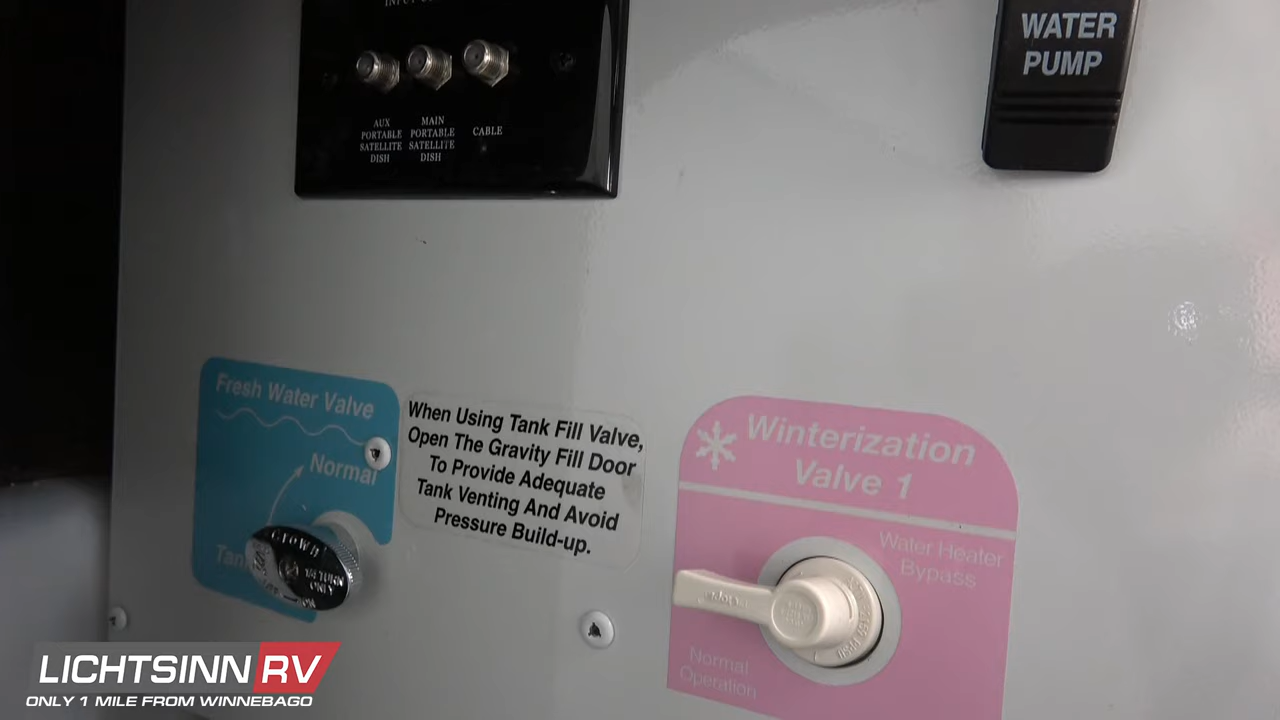 INPUT
AUX
PORTABLE
SATELLITE
DISH
MAIN
PORTABLE
SATELLITE
DISH
CABLE
WATER
PUMP
Fresh Water Valve
Normal
Tank
When Using Tank Fill Valve,
Open The Gravity Fill Door
To Provide Adequate
Tank Venting And Avoid
Pressure Build-up.
Winterization
Valve 1
Water Heater
Bypass
Normal
Operation
LICHTSINN RV
ONLY 1 MILE FROM WINNEBAGO